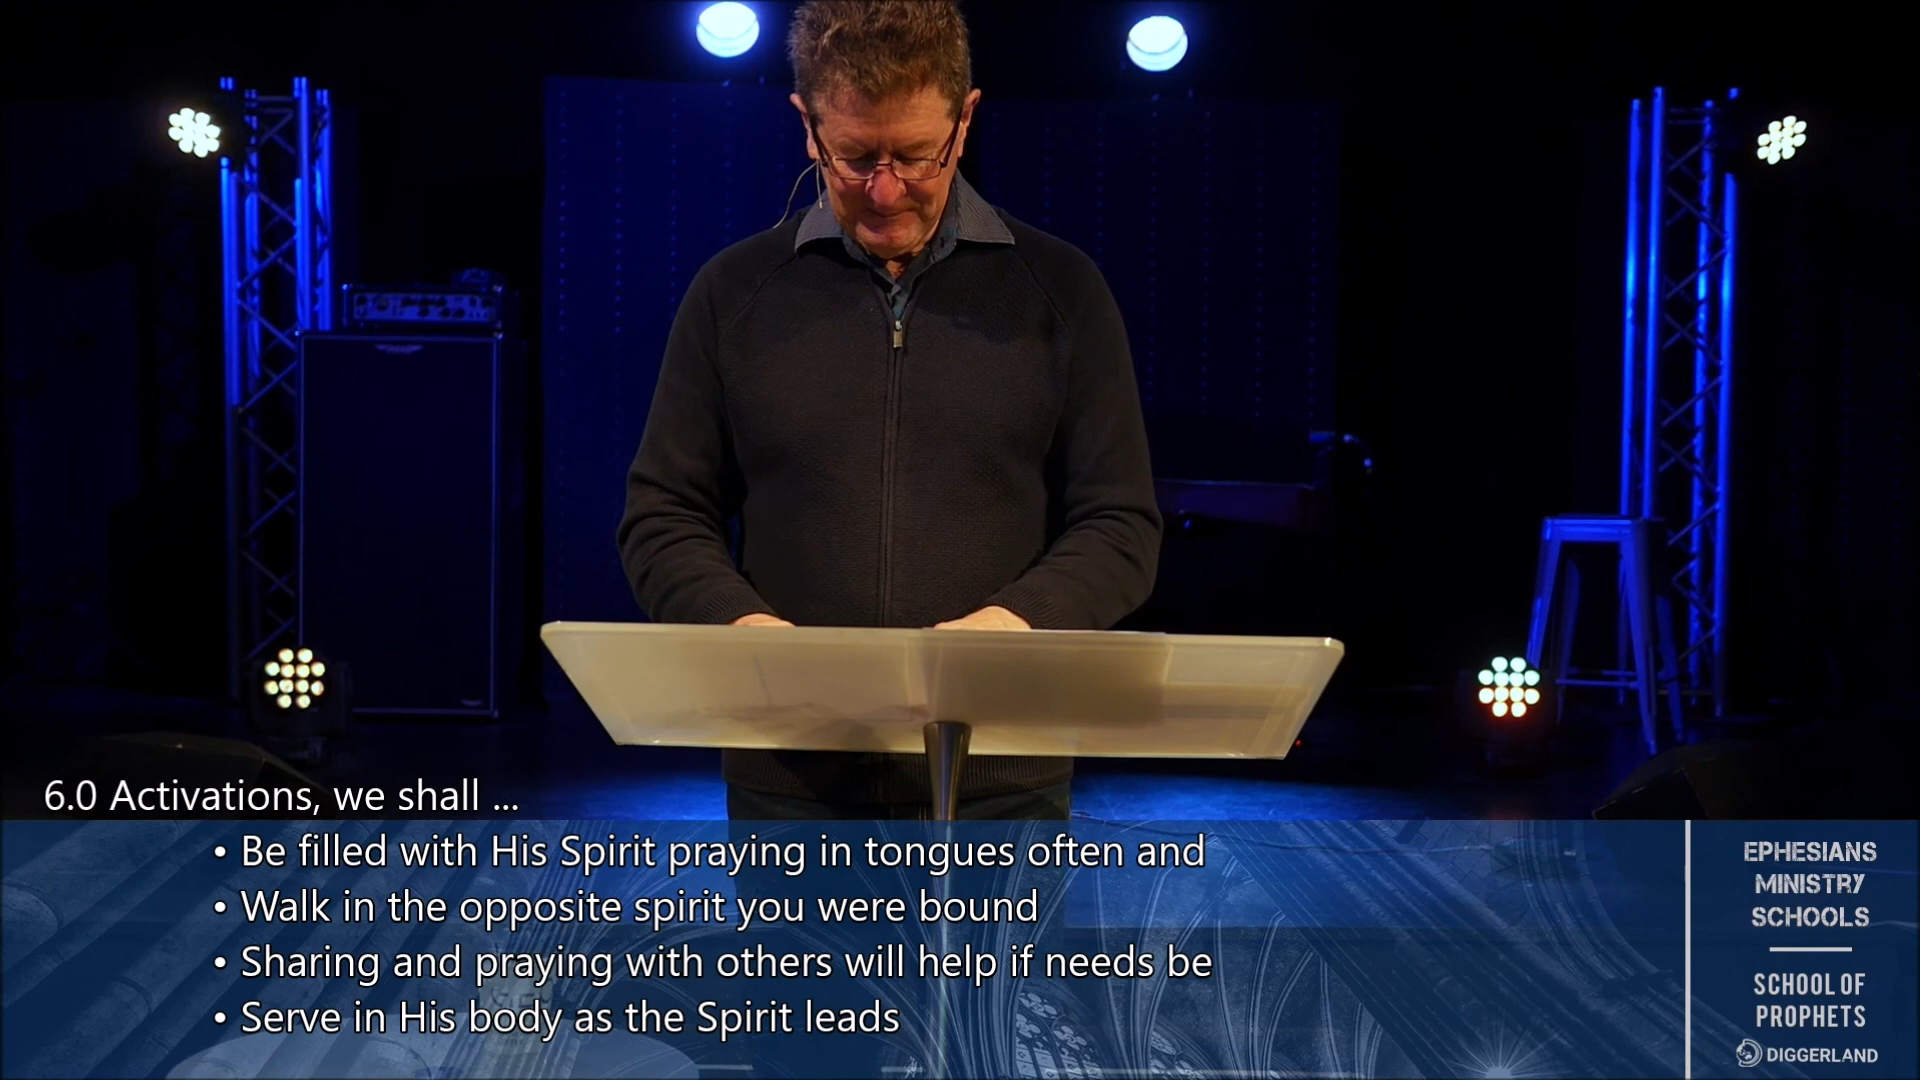 6.0 Activations, we shall ...
• Be filled with His Spirit praying in tongues often and
• Walk in the opposite spirit you were bound
• Sharing and praying with others will help if needs be
• Serve in His body as the Spirit leads
EPHESIANS
MINISTRY
SCHOOLS
SCHOOL OF
PROPHETS
DIGGERLAND